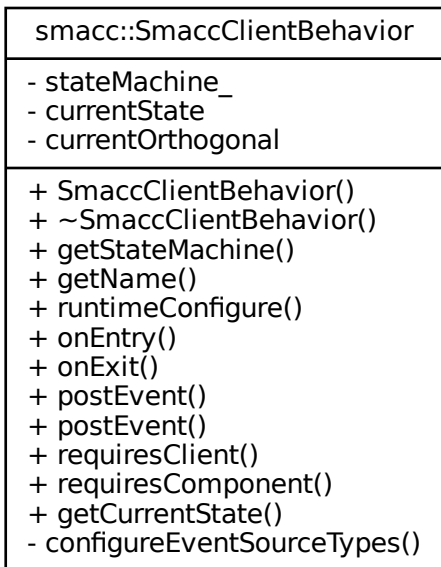 smacc::SmaccClientBehavior
- stateMachine_
- currentState
- currentOrthogonal
+ SmaccClientBehavior()
+ ~SmaccClientBehavior()
+ getStateMachine()
+ getName()
+ runtimeConfigure()
+ onEntry()
+ onExit()
+ postEvent()
+ postEvent()
+ requiresClient()
+ requiresComponent()
+ getCurrentState()
- configureEventSourceTypes()